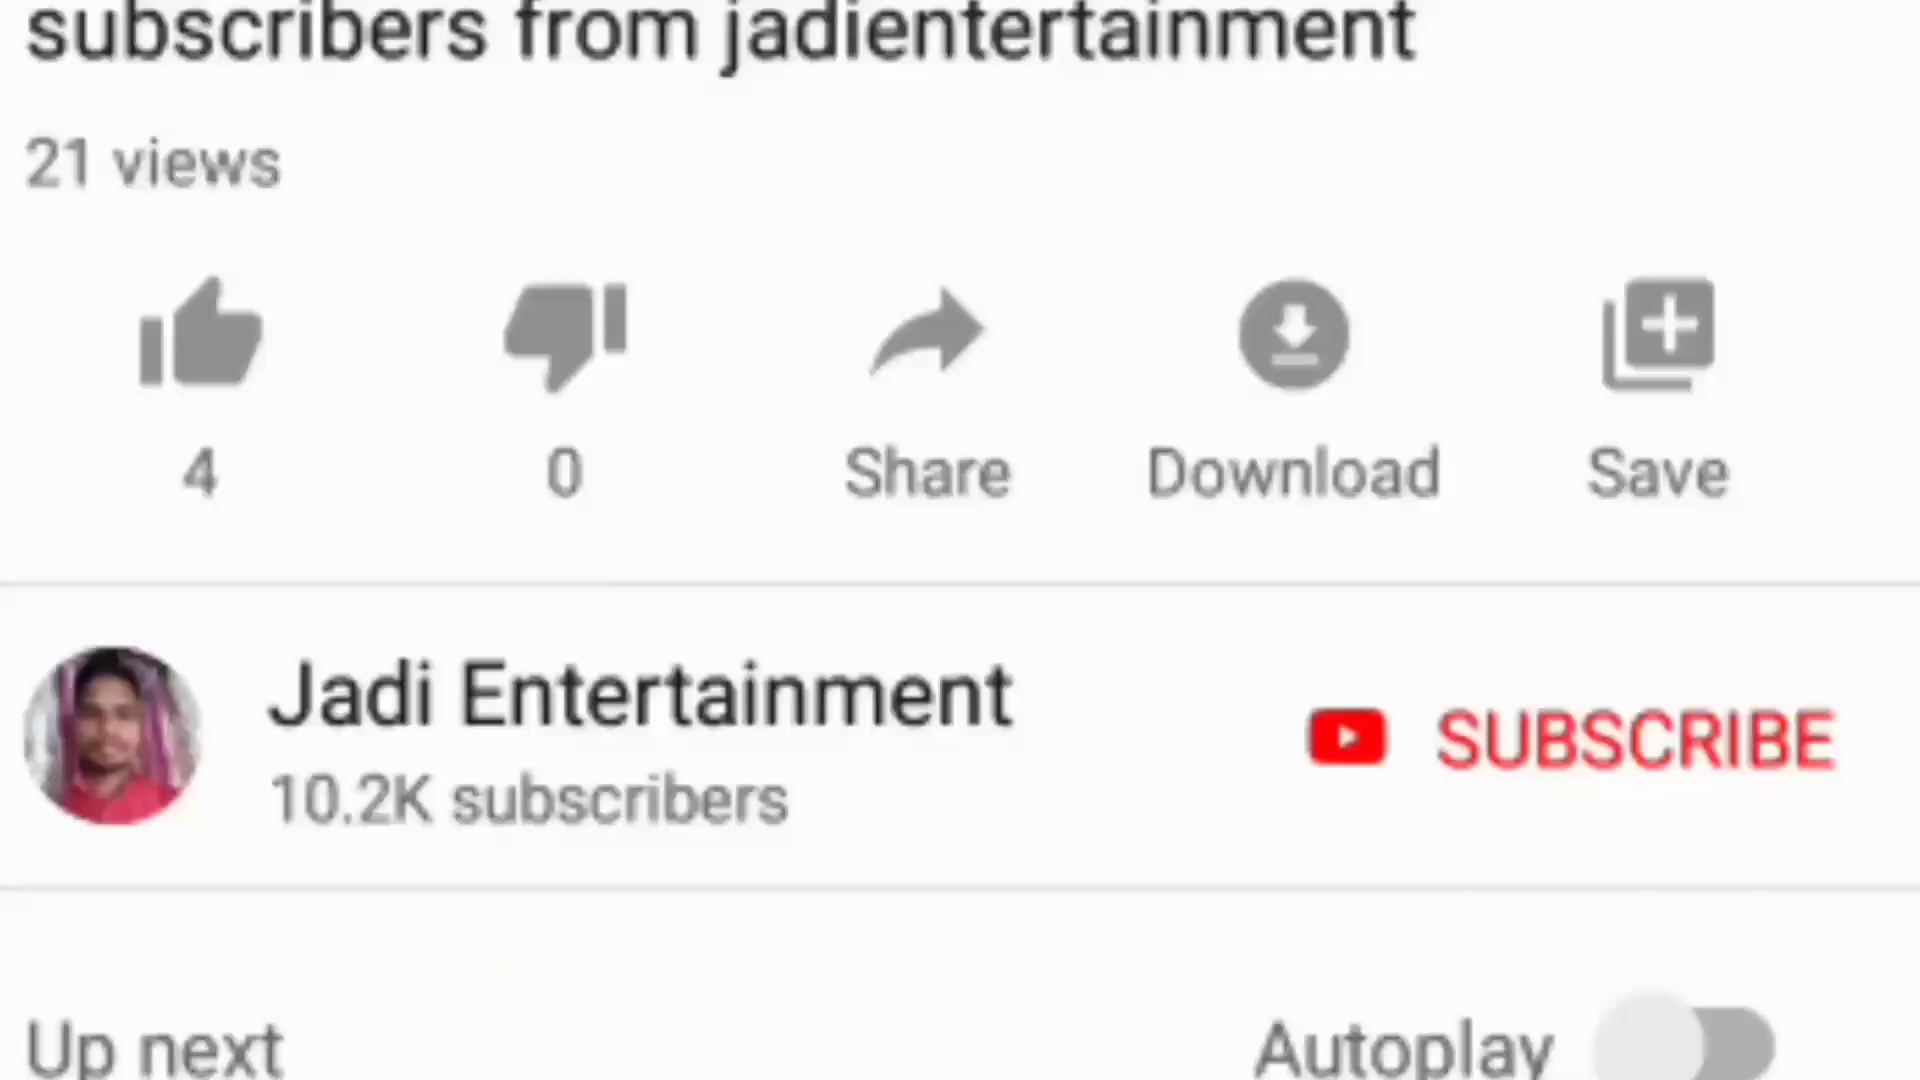 subscribers from jadientertainment
21 views
4 0 Share Download Save
Jadi Entertainment
10.2K subscribers
SUBSCRIBE
Up next Autoplay